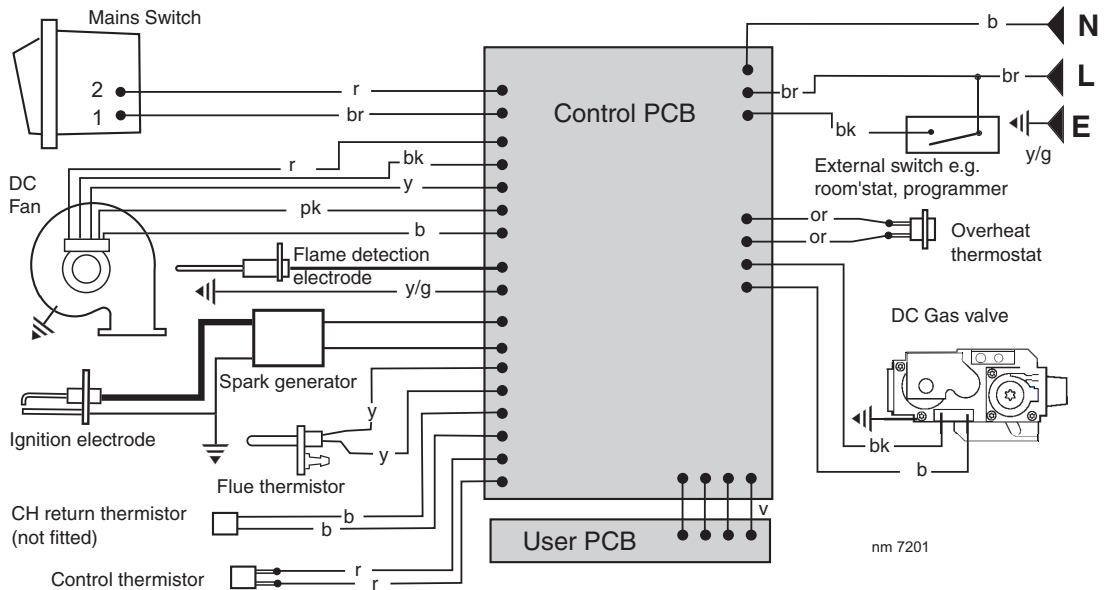 Mains Switch
b
N
2
r
br
br
L
1
br
Control PCB
bk
E
y/g
External switch e.g.
room'stat, programmer
DC
Fan
r
bk
y
pk
b
or
or
Overheat
thermostat
Flame detection
electrode
y/g
DC Gas valve
Spark generator
Ignition electrode
y
y
Flue thermistor
bk
b
CH return thermistor
(not fitted)
b
b
v
User PCB
nm 7201
Control thermistor
r
r